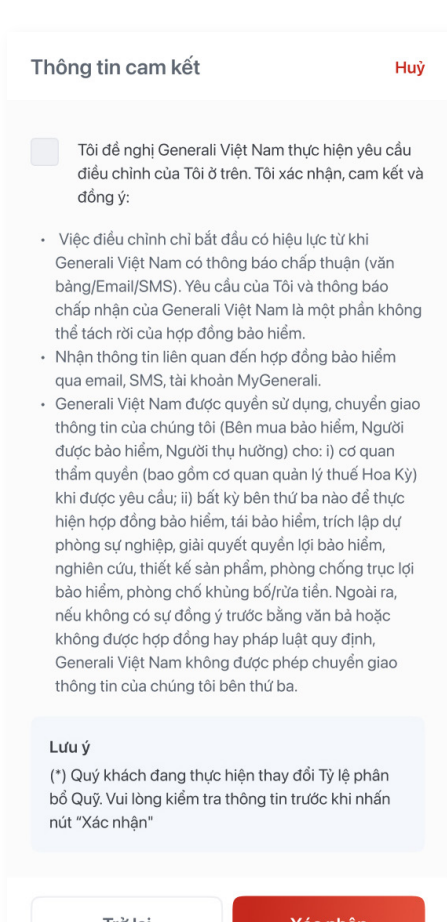 Thông tin cam kết
Huỷ
Tôi đề nghị Generali Việt Nam thực hiện yêu cầu
điều chỉnh của Tôi ở trên. Tôi xác nhận, cam kết và
đồng ý:
• Việc điều chỉnh chỉ bắt đầu có hiệu lực từ khi
Generali Việt Nam có thông báo chấp thuận (văn
bảng/Email/SMS). Yêu cầu của Tôi và thông báo
chấp nhận của Generali Việt Nam là một phần không
thể tách rời của hợp đồng bảo hiểm.
• Nhận thông tin liên quan đến hợp đồng bảo hiểm
qua email, SMS, tài khoản MyGenerali.
• Generali Việt Nam được quyền sử dụng, chuyển giao
thông tin của chúng tôi (Bên mua bảo hiểm, Người
được bảo hiểm, Người thụ hưởng) cho: i) cơ quan
thẩm quyền (bao gồm cơ quan quản lý thuế Hoa Kỳ)
khi được yêu cầu; ii) bất kỳ bên thứ ba nào để thực
hiện hợp đồng bảo hiểm, tái bảo hiểm, trích lập dự
phòng sự nghiệp, giải quyết quyền lợi bảo hiểm,
nghiên cứu, thiết kế sản phẩm, phòng chống trục lợi
bảo hiểm, phòng chố khủng bố/rửa tiền. Ngoài ra,
nếu không có sự đồng ý trước bằng văn bả hoặc
không được hợp đồng hay pháp luật quy định,
Generali Việt Nam không được phép chuyển giao
thông tin của chúng tôi bên thứ ba.
Lưu ý
(*) Quý khách đang thực hiện thay đổi Tỷ lệ phân
bổ Quỹ. Vui lòng kiểm tra thông tin trước khi nhấn
nút “Xác nhận"
Trở lại
Xác nhận